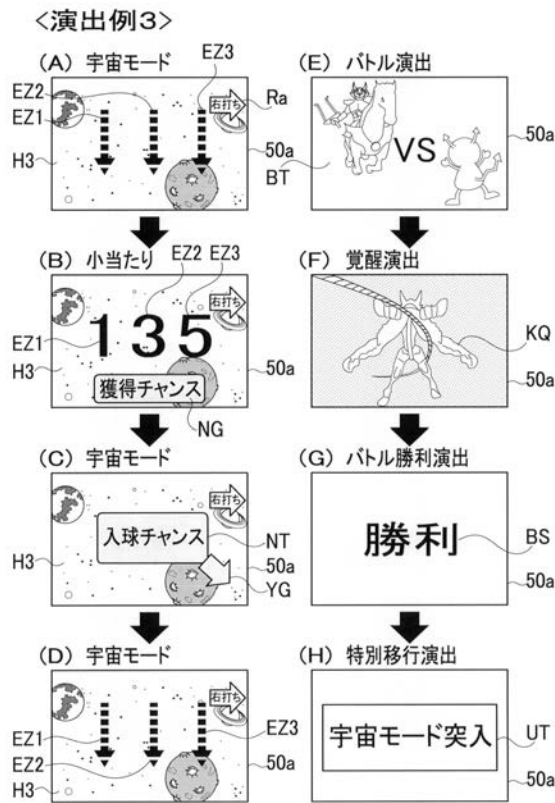 <演出例3>
(A) 宇宙モード
EZ3
EZ2
EZ1
右打ち
Ra
50a
H3
(B) 小当たり
EZ2
EZ3
右打ち
135
EZ1
H3
獲得チャンス
50a
NG
(C) 宇宙モード
右打ち
入球チャンス
NT
H3
50a
YG
(D) 宇宙モード
右打ち
EZ1
EZ3
EZ2
50a
H3
(E) バトル演出
50a
VS
BT
(F) 覚醒演出
KQ
50a
(G) バトル勝利演出
勝利
BS
50a
(H) 特別移行演出
宇宙モード突入
UT
50a